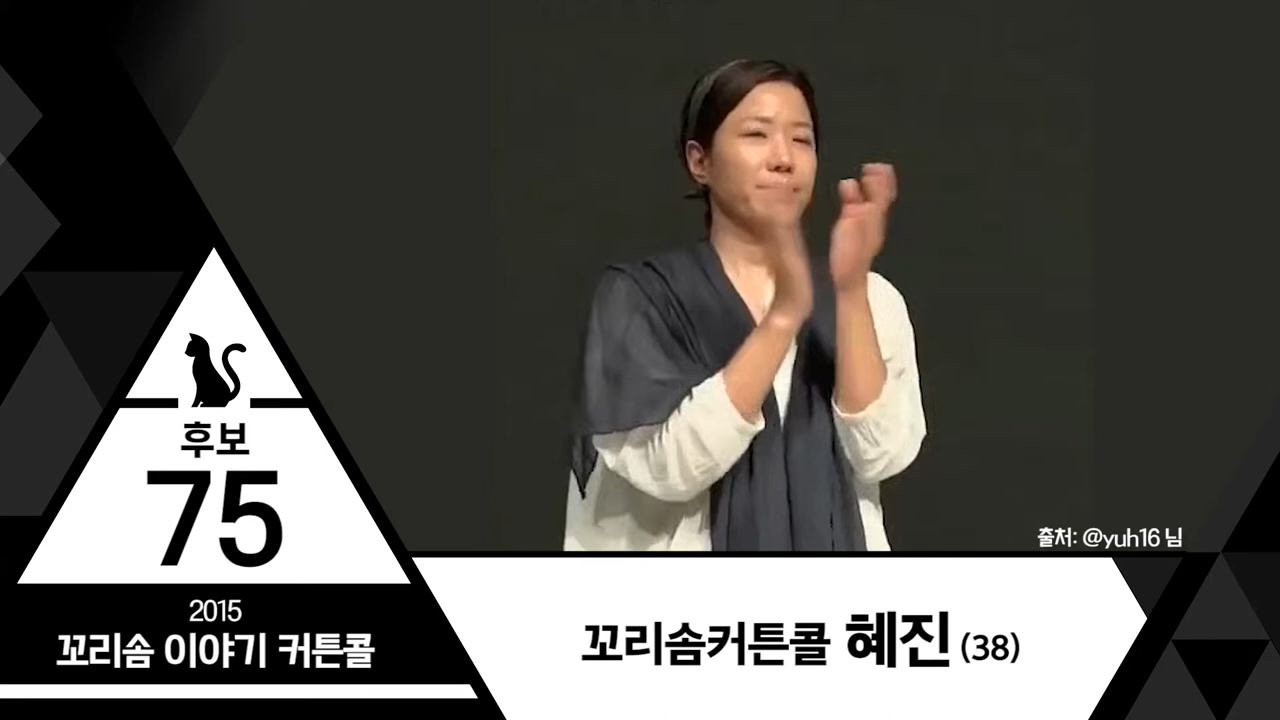 출처: @yuh16 님
후보
75
2015
꼬리솜 이야기 커튼콜
꼬리솜커튼콜 혜진 (38)